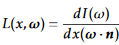 L(x, ω) = dI(ω) / dx(ω · n)